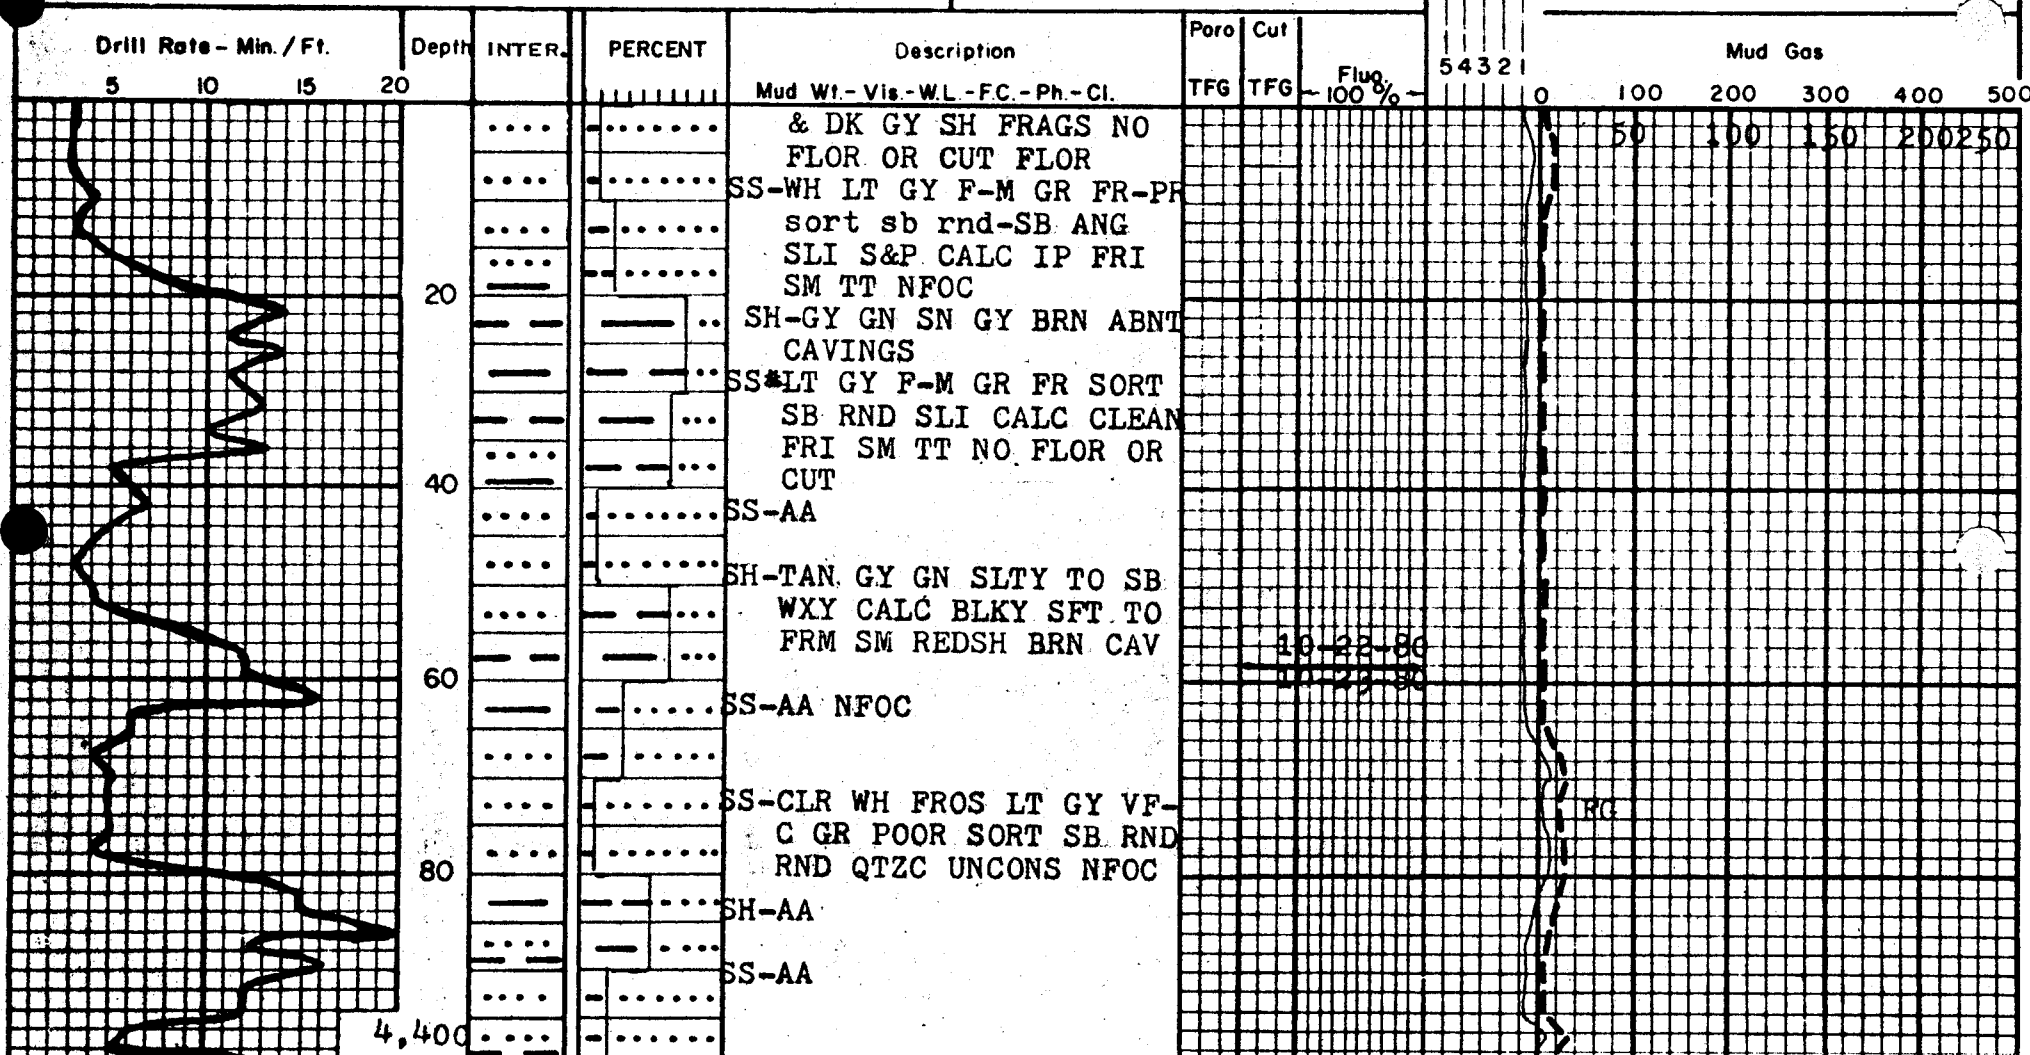 Drill Rate - Min. / Ft.
5 10 15 20
Depth
INTER.
PERCENT
Description
Mud Wt.- Vis.- W.L.- F.C.- Ph.- Cl.
Poro
TFG
Cut
TFG
100 %
5 4 3 2 1
Mud Gas
0 100 200 300 400 500
50 100 150 200 250
& DK GY SH FRAGS NO
FLOR OR CUT FLOR
SS-WH LT GY F-M GR FR-PR
sort sb rnd-SB ANG
SLI S&P CALC IP FRI
SM TT NFOC
20
SH-GY GN SN GY BRN ABNT
CAVINGS
SS LT GY F-M GR FR SORT
SB RND SLI CALC CLEAN
FRI SM TT NO FLOR OR
CUT
40
SS-AA
SH-TAN GY GN SLTY TO SB
WXY CALC BLKY SFT TO
FRM SM REDSH BRN CAV
10-22-80
10-23-80
60
SS-AA NFOC
SS-CLR WH FROS LT GY VF-
C GR POOR SORT SB RND
RND QTZC UNCONS NFOC
80
SH-AA
SS-AA
4,400